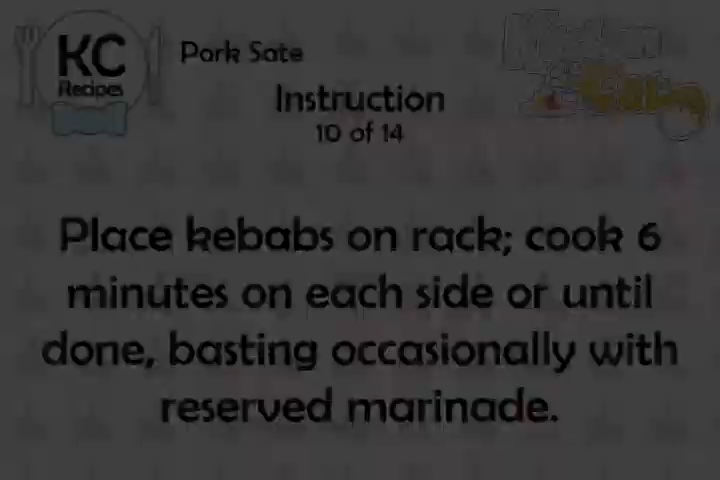 KC
Recipes
Pork Sate
Instruction
10 of 14
Place kebabs on rack; cook 6
minutes on each side or until
done, basting occasionally with
reserved marinade.